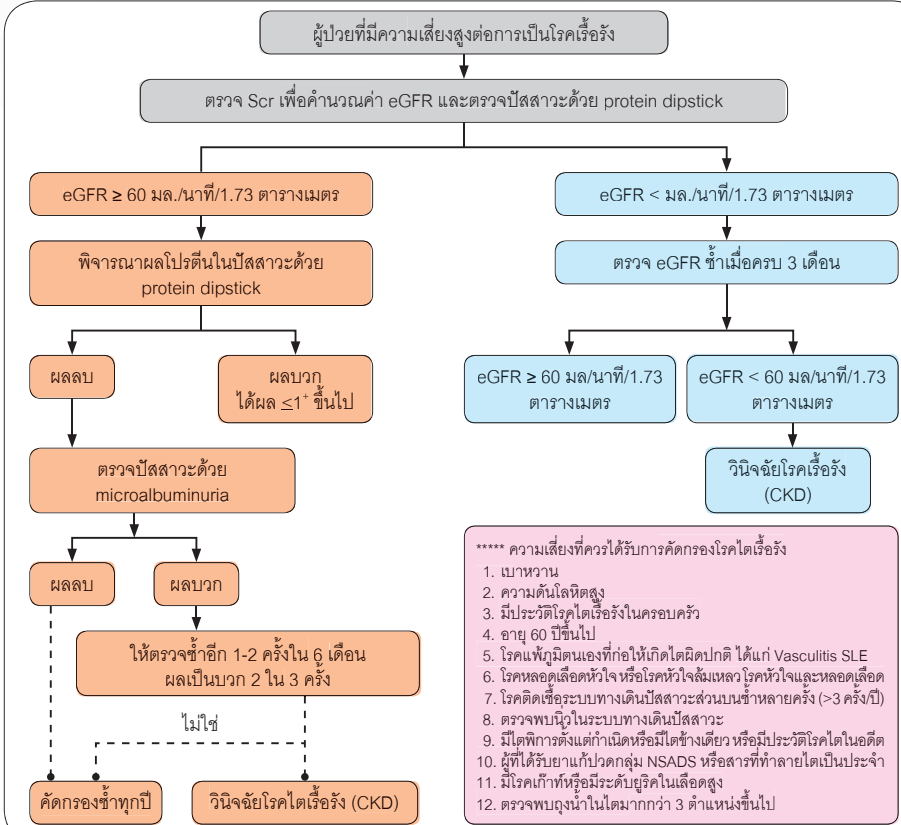 ผู้ป่วยที่มีความเสี่ยงสูงต่อการเป็นโรคเรื้อรัง
ตรวจ Scr เพื่อคำนวณค่า eGFR และตรวจปัสสาวะด้วย protein dipstick
eGFR ≥ 60 มล./นาที/1.73 ตารางเมตร
eGFR < มล./นาที/1.73 ตารางเมตร
พิจารณาผลโปรตีนในปัสสาวะด้วย
protein dipstick
ตรวจ eGFR ซ้ำเมื่อครบ 3 เดือน
ผลลบ
ผลบวก
ได้ผล ≤1⁺ ขึ้นไป
eGFR ≥ 60 มล/นาที/1.73
ตารางเมตร
eGFR < 60 มล/นาที/1.73
ตารางเมตร
ตรวจปัสสาวะด้วย
microalbuminuria
วินิจฉัยโรคเรื้อรัง
(CKD)
ผลลบ
ผลบวก
ให้ตรวจซ้ำอีก 1-2 ครั้งใน 6 เดือน
ผลเป็นบวก 2 ใน 3 ครั้ง
ไม่ใช่
คัดกรองซ้ำทุกปี
วินิจฉัยโรคไตเรื้อรัง (CKD)
***** ความเสี่ยงที่ควรได้รับการคัดกรองโรคไตเรื้อรัง
1. เบาหวาน
2. ความดันโลหิตสูง
3. มีประวัติโรคไตเรื้อรังในครอบครัว
4. อายุ 60 ปีขึ้นไป
5. โรคแพ้ภูมิตนเองที่ก่อให้เกิดไตผิดปกติ ได้แก่ Vasculitis SLE
6. โรคหลอดเลือดหัวใจ หรือโรคหัวใจล้มเหลว โรคหัวใจและหลอดเลือด
7. โรคติดเชื้อระบบทางเดินปัสสาวะส่วนบนซ้ำหลายครั้ง (>3 ครั้ง/ปี)
8. ตรวจพบนิ่วในระบบทางเดินปัสสาวะ
9. มีไตพิการตั้งแต่กำเนิดหรือมีไตข้างเดียว หรือมีประวัติโรคไตในอดีต
10. ผู้ที่ได้รับยาแก้ปวดกลุ่ม NSADS หรือสารที่ทำลายไตเป็นประจำ
11. มีโรคเก๊าท์หรือมีระดับยูริคในเลือดสูง
12. ตรวจพบถุงน้ำในไตมากกว่า 3 ตำแหน่งขึ้นไป